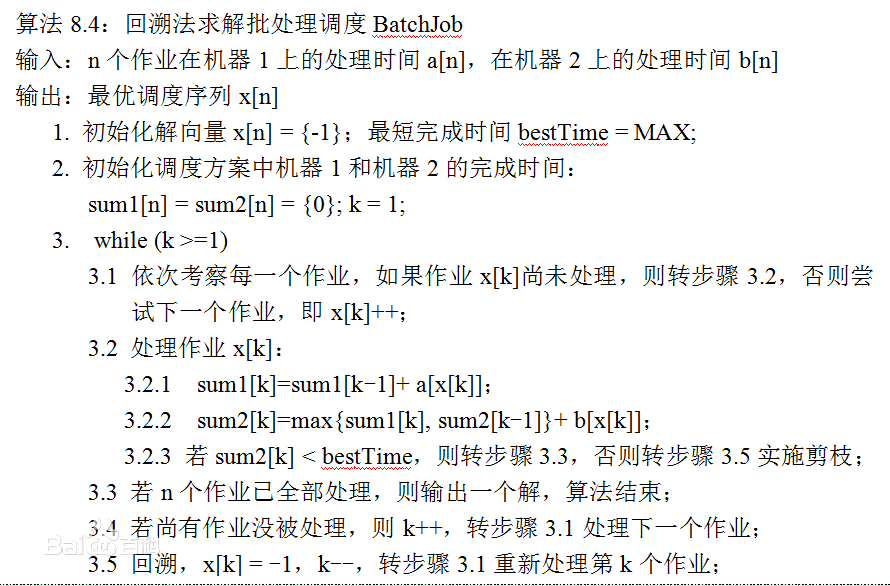 算法 8.4：回溯法求解批处理调度 BatchJob
输入：n 个作业在机器 1 上的处理时间 a[n]，在机器 2 上的处理时间 b[n]
输出：最优调度序列 x[n]
1. 初始化解向量 x[n] = {-1}；最短完成时间 bestTime = MAX;
2. 初始化调度方案中机器 1 和机器 2 的完成时间：
sum1[n] = sum2[n] = {0}; k = 1;
3. while (k >=1)
3.1 依次考察每一个作业，如果作业 x[k]尚未处理，则转步骤 3.2，否则尝
试下一个作业，即 x[k]++；
3.2 处理作业 x[k]：
3.2.1 sum1[k]=sum1[k−1]+ a[x[k]]；
3.2.2 sum2[k]=max{sum1[k], sum2[k−1]}+ b[x[k]]；
3.2.3 若 sum2[k] < bestTime，则转步骤 3.3，否则转步骤 3.5 实施剪枝；
3.3 若 n 个作业已全部处理，则输出一个解，算法结束；
3.4 若尚有作业没被处理，则 k++，转步骤 3.1 处理下一个作业；
3.5 回溯，x[k] = −1，k−−，转步骤 3.1 重新处理第 k 个作业；
Bai百科